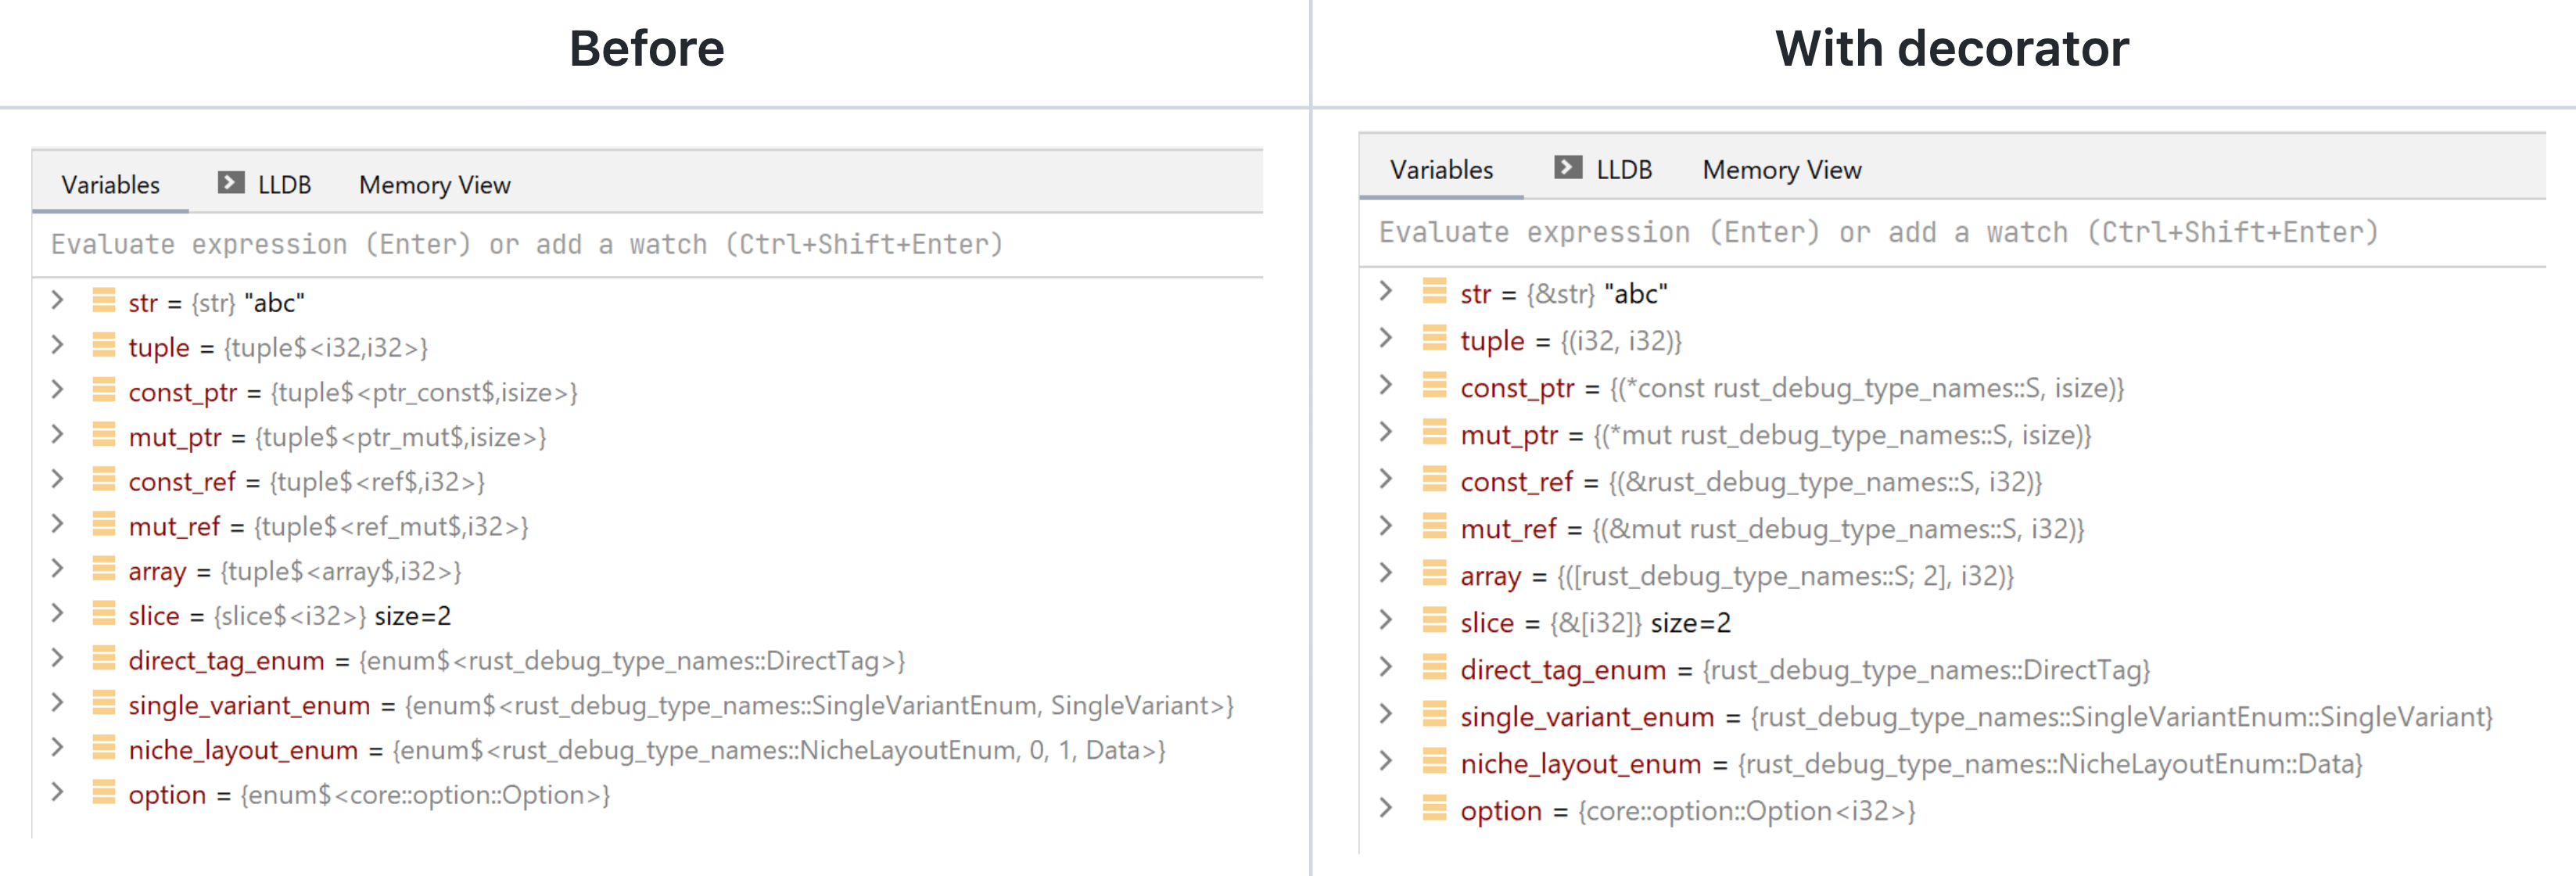 Before
Variables LLDB Memory View
Evaluate expression (Enter) or add a watch (Ctrl+Shift+Enter)
str = {str} "abc"
tuple = {tuple$<i32,i32>}
const_ptr = {tuple$<ptr_const$,isize>}
mut_ptr = {tuple$<ptr_mut$,isize>}
const_ref = {tuple$<ref$,i32>}
mut_ref = {tuple$<ref_mut$,i32>}
array = {tuple$<array$,i32>}
slice = {slice$<i32>} size=2
direct_tag_enum = {enum$<rust_debug_type_names::DirectTag>}
single_variant_enum = {enum$<rust_debug_type_names::SingleVariantEnum, SingleVariant>}
niche_layout_enum = {enum$<rust_debug_type_names::NicheLayoutEnum, 0, 1, Data>}
option = {enum$<core::option::Option>}
With decorator
Variables LLDB Memory View
Evaluate expression (Enter) or add a watch (Ctrl+Shift+Enter)
str = {&str} "abc"
tuple = {(i32, i32)}
const_ptr = {(*const rust_debug_type_names::S, isize)}
mut_ptr = {(*mut rust_debug_type_names::S, isize)}
const_ref = {(&rust_debug_type_names::S, i32)}
mut_ref = {(&mut rust_debug_type_names::S, i32)}
array = {([rust_debug_type_names::S; 2], i32)}
slice = {&[i32]} size=2
direct_tag_enum = {rust_debug_type_names::DirectTag}
single_variant_enum = {rust_debug_type_names::SingleVariantEnum::SingleVariant}
niche_layout_enum = {rust_debug_type_names::NicheLayoutEnum::Data}
option = {core::option::Option<i32>}